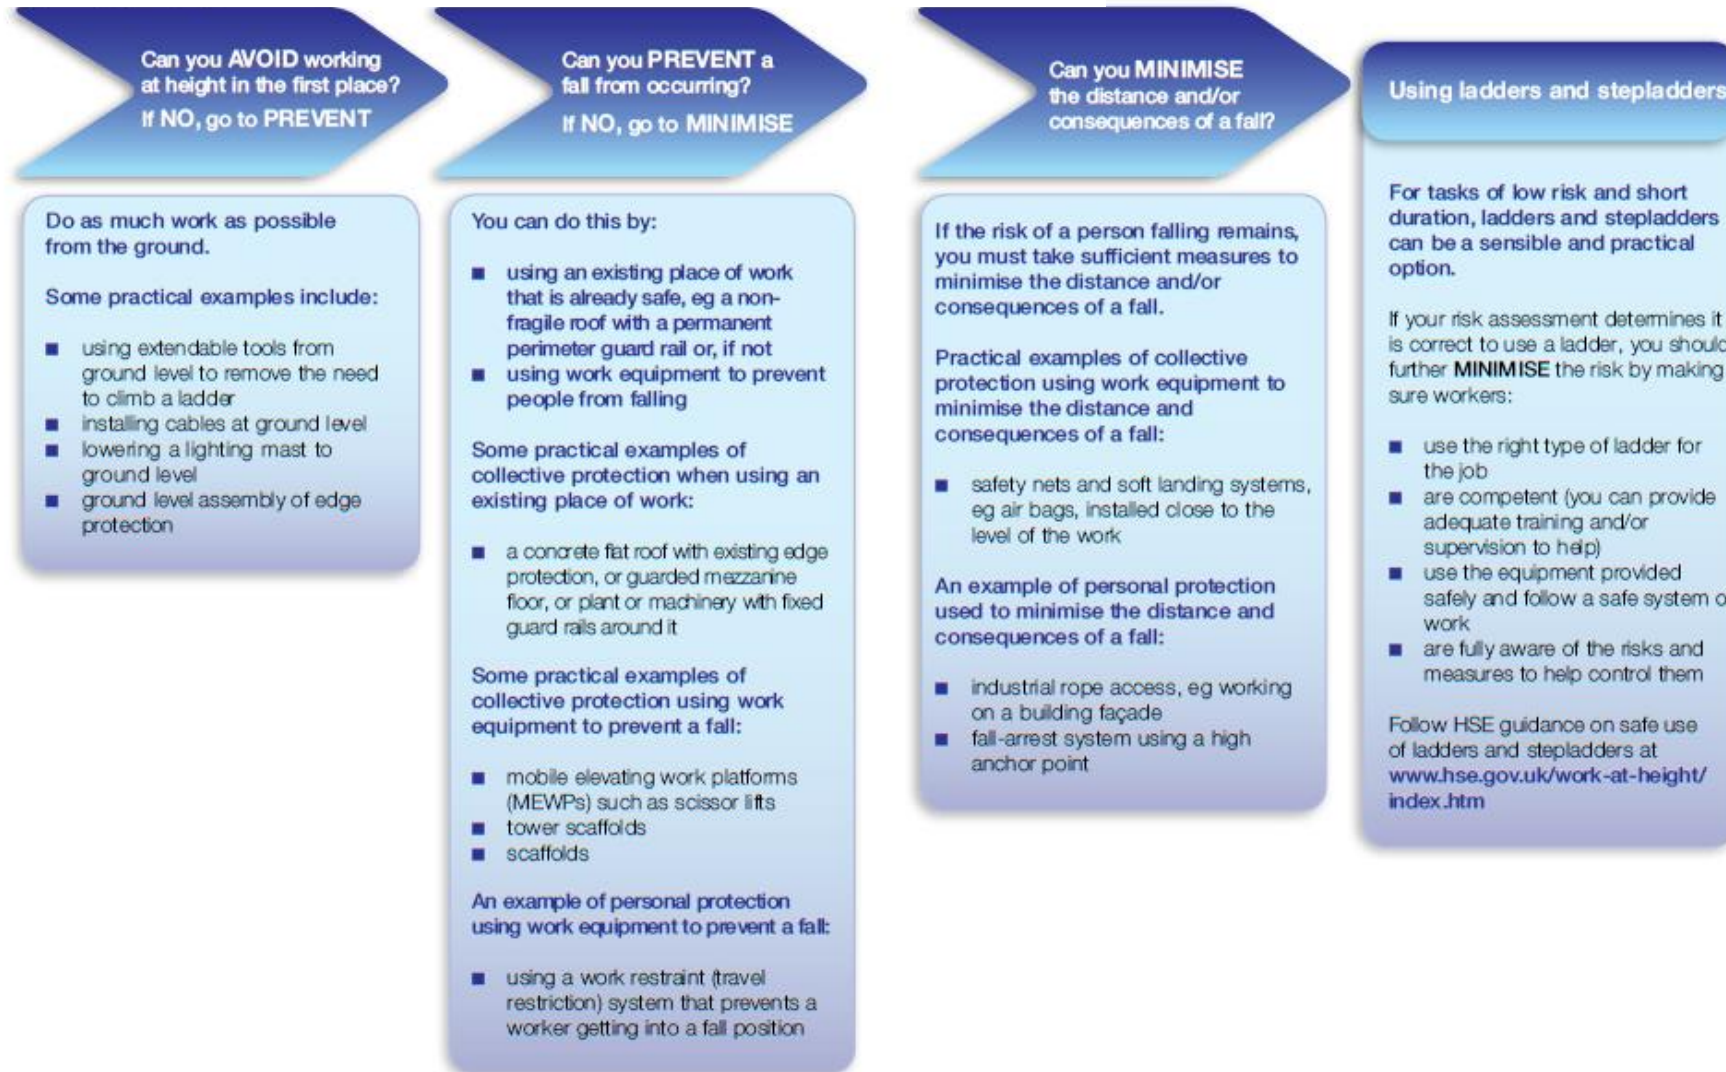 Can you AVOID working
at height in the first place?
If NO, go to PREVENT
Do as much work as possible
from the ground.
Some practical examples include:
■ using extendable tools from
ground level to remove the need
to climb a ladder
■ installing cables at ground level
■ lowering a lighting mast to
ground level
■ ground level assembly of edge
protection
Can you PREVENT a
fall from occurring?
If NO, go to MINIMISE
You can do this by:
■ using an existing place of work
that is already safe, eg a non-
fragile roof with a permanent
perimeter guard rail or, if not
■ using work equipment to prevent
people from falling
Some practical examples of
collective protection when using an
existing place of work:
■ a concrete flat roof with existing edge
protection, or guarded mezzanine
floor, or plant or machinery with fixed
guard rails around it
Some practical examples of
collective protection using work
equipment to prevent a fall:
■ mobile elevating work platforms
(MEWPs) such as scissor lifts
■ tower scaffolds
■ scaffolds
An example of personal protection
using work equipment to prevent a fall:
■ using a work restraint (travel
restriction) system that prevents a
worker getting into a fall position
Can you MINIMISE
the distance and/or
consequences of a fall?
If the risk of a person falling remains,
you must take sufficient measures to
minimise the distance and/or
consequences of a fall.
Practical examples of collective
protection using work equipment to
minimise the distance and
consequences of a fall:
■ safety nets and soft landing systems,
eg air bags, installed close to the
level of the work
An example of personal protection
used to minimise the distance and
consequences of a fall:
■ industrial rope access, eg working
on a building façade
■ fall-arrest system using a high
anchor point
Using ladders and stepladders
For tasks of low risk and short
duration, ladders and stepladders
can be a sensible and practical
option.
If your risk assessment determines it
is correct to use a ladder, you should
further MINIMISE the risk by making
sure workers:
■ use the right type of ladder for
the job
■ are competent (you can provide
adequate training and/or
supervision to help)
■ use the equipment provided
safely and follow a safe system o
work
■ are fully aware of the risks and
measures to help control them
Follow HSE guidance on safe use
of ladders and stepladders at
www.hse.gov.uk/work-at-height/
index.htm